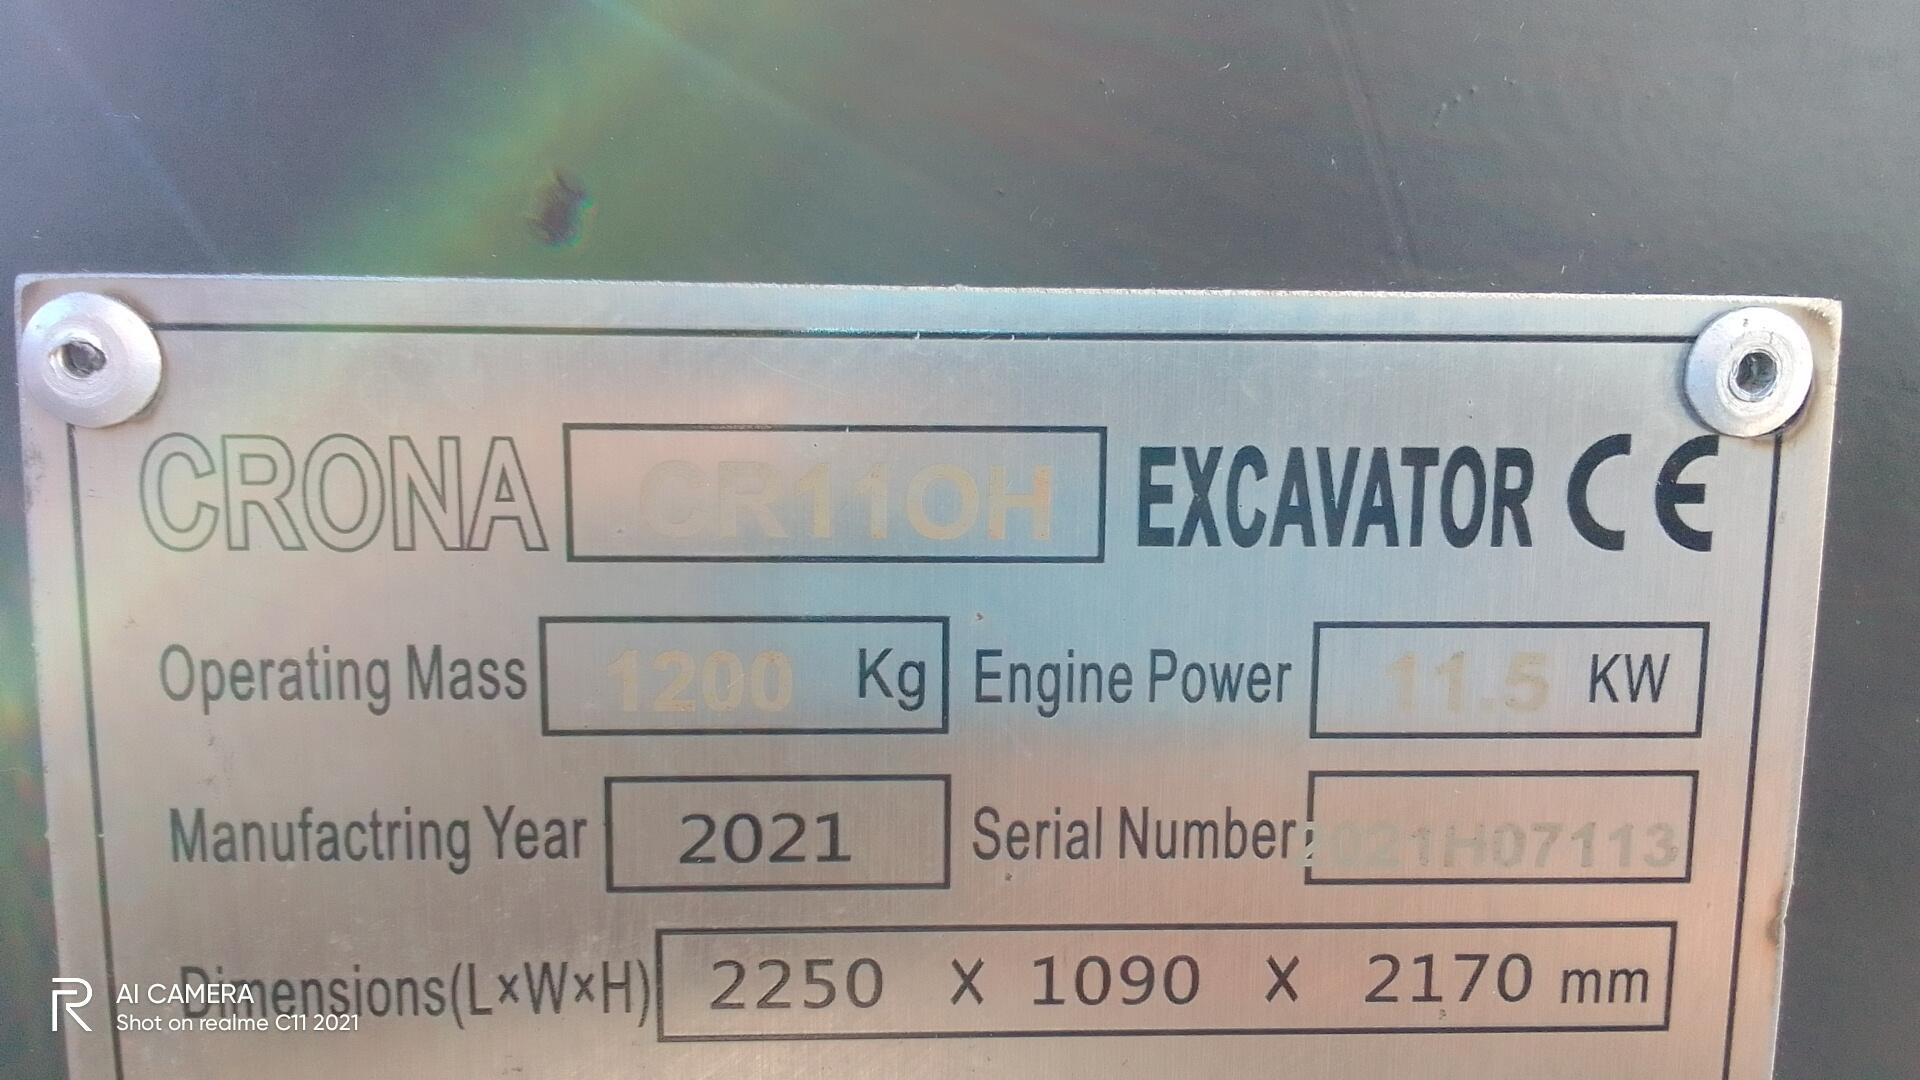 CRONA CR110H EXCAVATOR CE
Operating Mass 1200 Kg Engine Power 11.5 KW
Manufactring Year 2021 Serial Number 2021H07113
Dimensions(L×W×H) 2250 X 1090 X 2170 mm
AI CAMERA
Shot on realme C11 2021